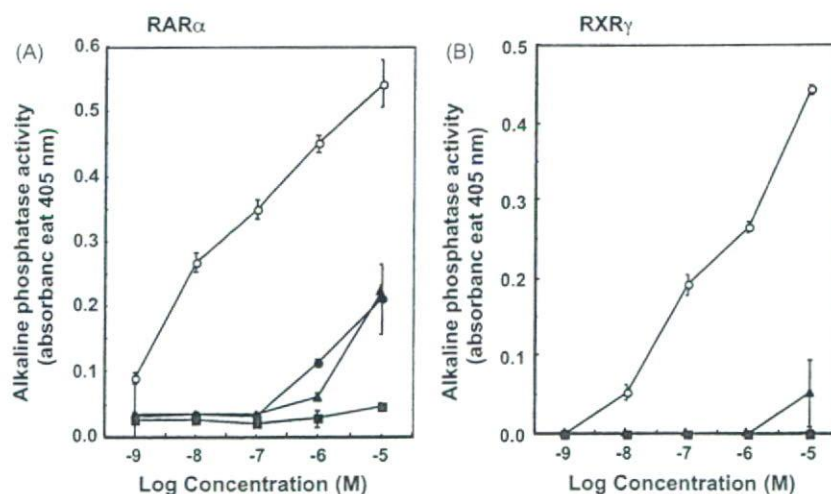 RARα
(A)
Alkaline phosphatase activity
(absorbanc eat 405 nm)
0.6
0.5
0.4
0.3
0.2
0.1
0.0
-9
-8
-7
-6
-5
Log Concentration (M)
RXRγ
(B)
Alkaline phosphatase activity
(absorbanc eat 405 nm)
0.5
0.4
0.3
0.2
0.1
0.0
-9
-8
-7
-6
-5
Log Concentration (M)